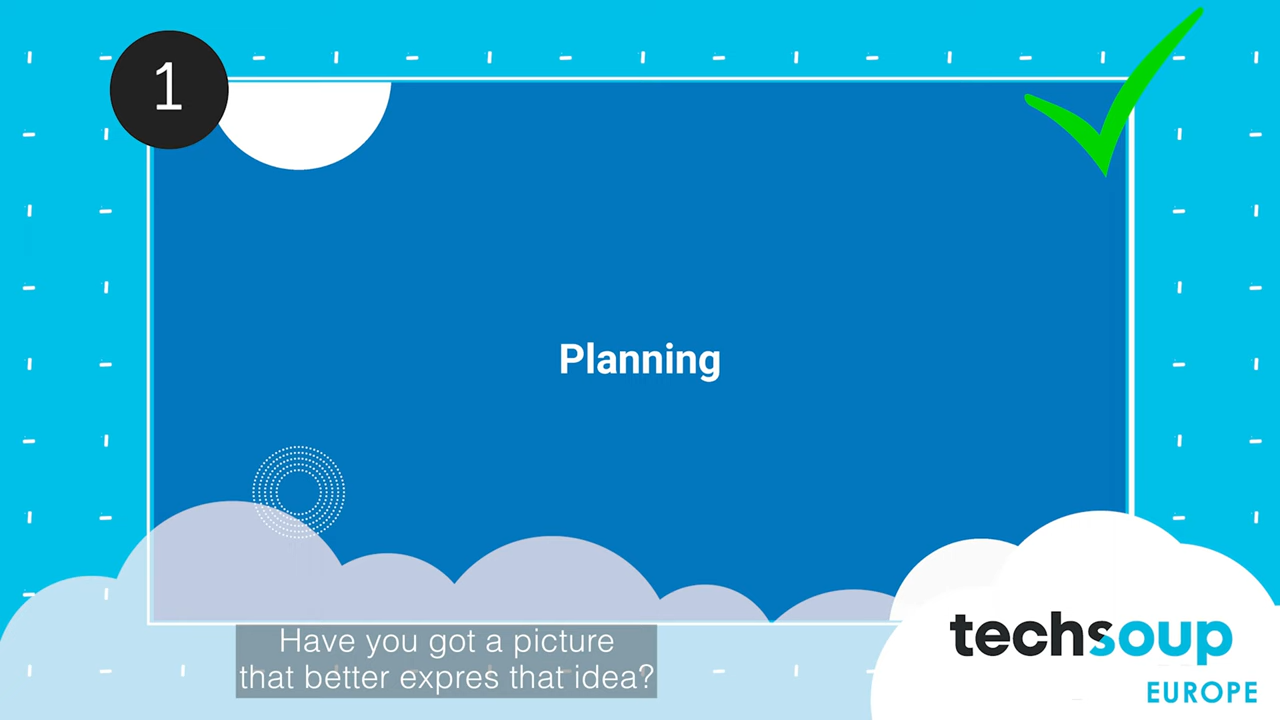 1
Planning
Have you got a picture
that better expres that idea?
techsoup
EUROPE